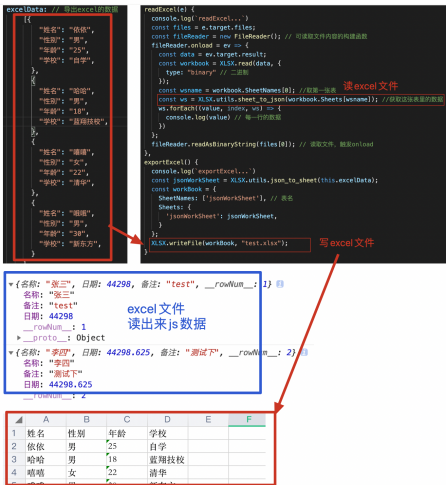 excelData: // 导出excel的数据
[{
"姓名": "依依",
"性别": "男",
"年龄": "25",
"学校": "自学"
},
{
"姓名": "哈哈",
"性别": "男",
"年龄": "18",
"学校": "蓝翔技校",
},
{
"姓名": "嘻嘻",
"性别": "女",
"年龄": "22",
"学校": "清华",
},
{
"姓名": "哦哦",
"性别": "男",
"年龄": "30",
"学校": "新东方",
}
readExcel(e) {
console.log(`readExcel...`)
const files = e.target.files;
const fileReader = new FileReader(); // 可读取文件内容的构建函数
fileReader.onload = ev => {
const data = ev.target.result;
const workbook = XLSX.read(data, {
type: "binary" // 二进制
});
const wsname = workbook.SheetNames[0]; //取第一张表
读excel文件
const ws = XLSX.utils.sheet_to_json(workbook.Sheets[wsname]); //获取这张表里的数据
ws.forEach((value, index, ws) => {
console.log(value) // 每一行的数据
})
};
fileReader.readAsBinaryString(files[0]); // 读取文件, 触发onload
},
exportExcel() {
console.log(`exportExcel...`)
const jsonWorkSheet = XLSX.utils.json_to_sheet(this.excelData);
const workBook = {
SheetNames: ['jsonWorkSheet'], // 表名
Sheets: {
'jsonWorkSheet': jsonWorkSheet,
}
};
XLSX.writeFile(workBook, "test.xlsx");
写excel文件
}
{名称: "张三", 日期: 44298, 备注: "test", __rowNum__: 1}
名称: "张三"
备注: "test"
日期: 44298
__rowNum__: 1
__proto__: Object
excel文件
读出来js数据
{名称: "李四", 日期: 44298.625, 备注: "测试下", __rowNum__: 2}
名称: "李四"
备注: "测试下"
日期: 44298.625
__rowNum__: 2
A B C D E F
1 姓名 性别 年龄 学校
2 依依 男 25 自学
3 哈哈 男 18 蓝翔技校
4 嘻嘻 女 22 清华